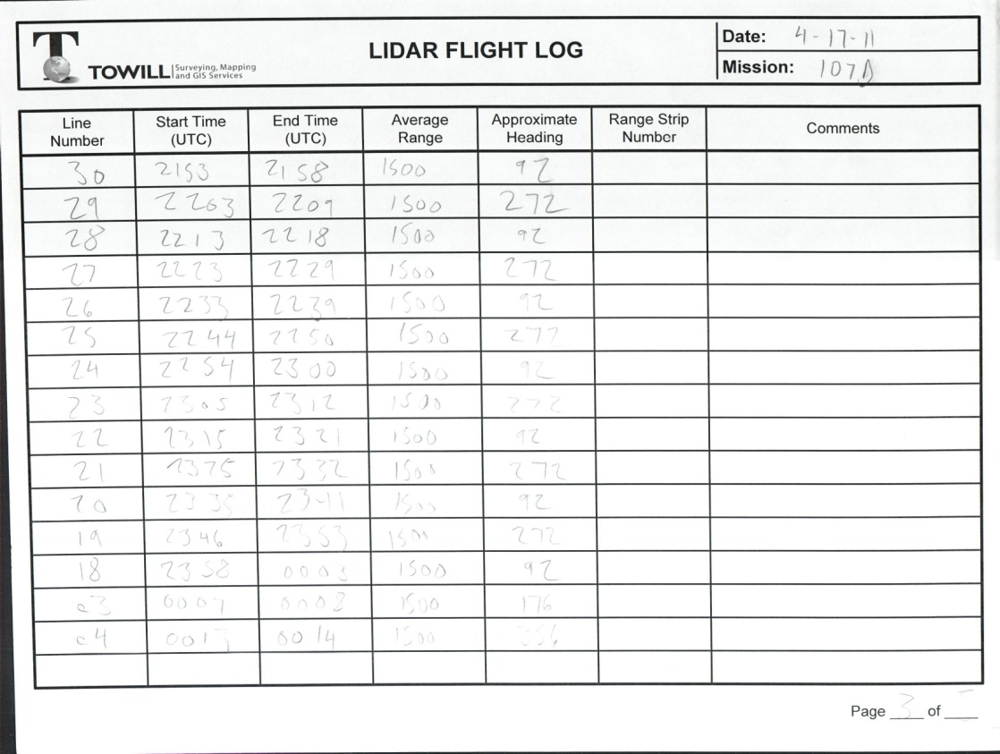 T
TOWILL Surveying, Mapping and GIS Services
LIDAR FLIGHT LOG
Date: 4-17-11
Mission: 107A
Line Number Start Time (UTC) End Time (UTC) Average Range Approximate Heading Range Strip Number Comments
30 2153 2158 1500 92
29 2203 2209 1500 272
28 2213 2218 1500 92
27 2223 2229 1500 272
26 2233 2239 1500 92
25 2244 2250 1500 272
24 2254 2300 1500 92
23 2305 2312 1500 272
22 2315 2321 1500 92
21 2325 2332 1500 272
20 2335 2341 1500 92
19 2346 2353 1500 272
18 2358 0003 1500 92
c3 0007 0008 1500 176
c4 0013 0014 1500 356
Page 3 of